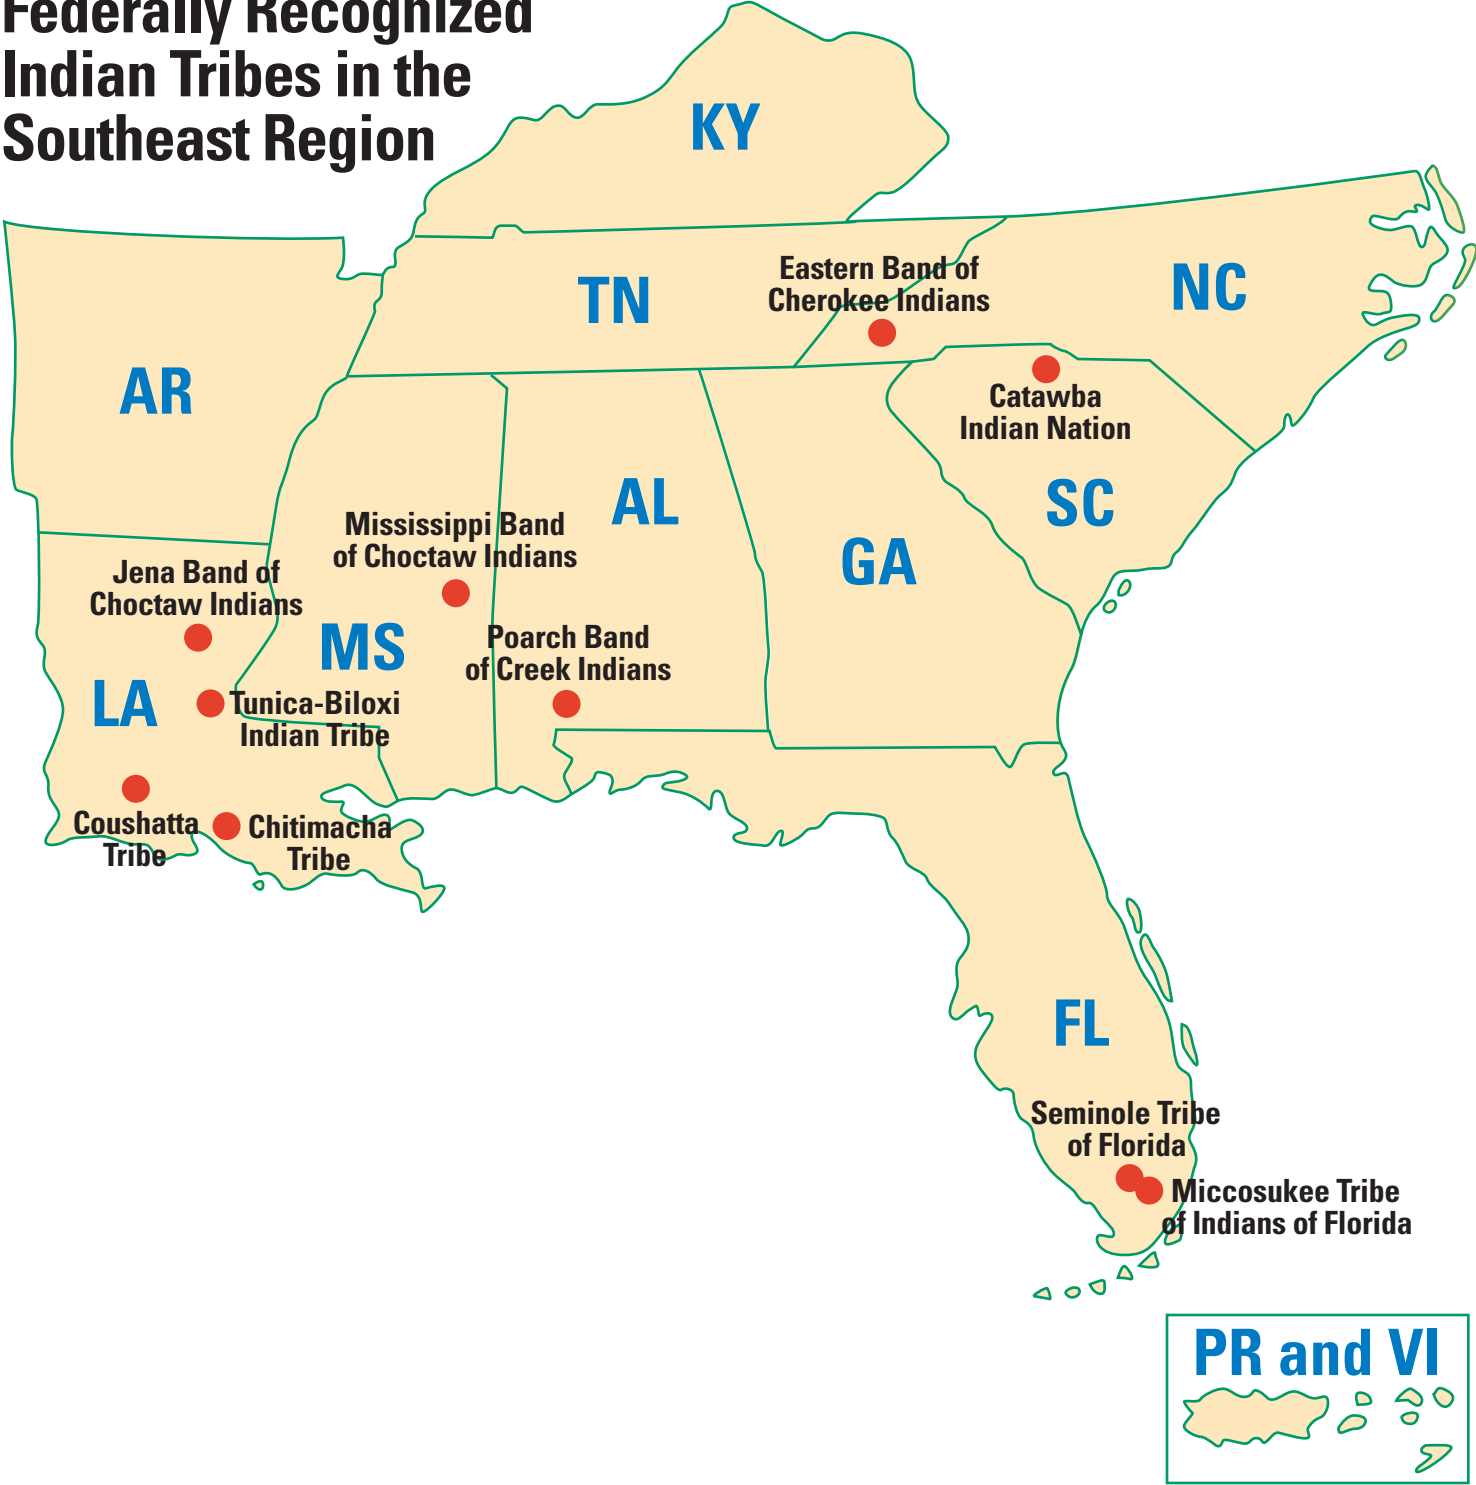 Federally Recognized
Indian Tribes in the
Southeast Region
KY
TN
Eastern Band of
Cherokee Indians
NC
AR
Catawba
Indian Nation
SC
AL
GA
Mississippi Band
of Choctaw Indians
Jena Band of
Choctaw Indians
MS
Poarch Band
of Creek Indians
LA
Tunica-Biloxi
Indian Tribe
Coushatta
Tribe
Chitimacha
Tribe
FL
Seminole Tribe
of Florida
Miccosukee Tribe
of Indians of Florida
PR and VI